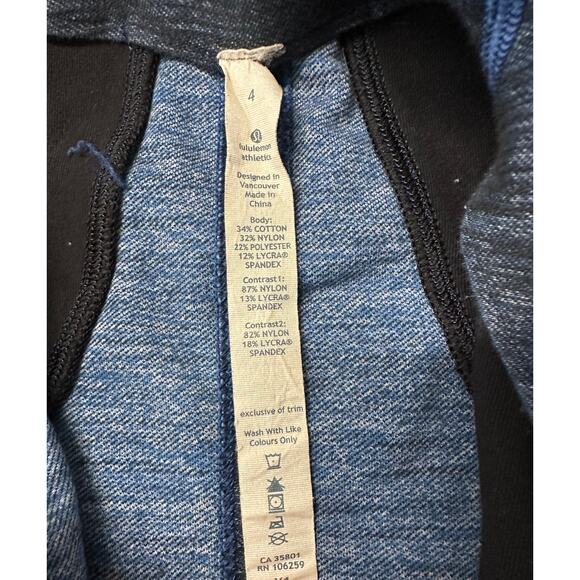 4
lululemon
athletica
Designed in
Vancouver
Made in
China
Body:
34% COTTON
32% NYLON
22% POLYESTER
12% LYCRA®
SPANDEX
Contrast1:
87% NYLON
13% LYCRA®
SPANDEX
Contrast2:
82% NYLON
18% LYCRA®
SPANDEX
exclusive of trim
Wash With Like
Colours Only
CA 35801
RN 106259